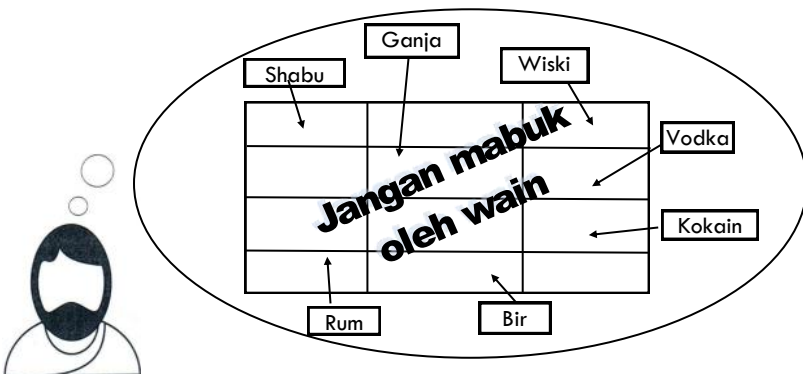 Ganja
Wiski
Shabu
Vodka
Jangan mabuk
oleh wain
Kokain
Rum
Bir